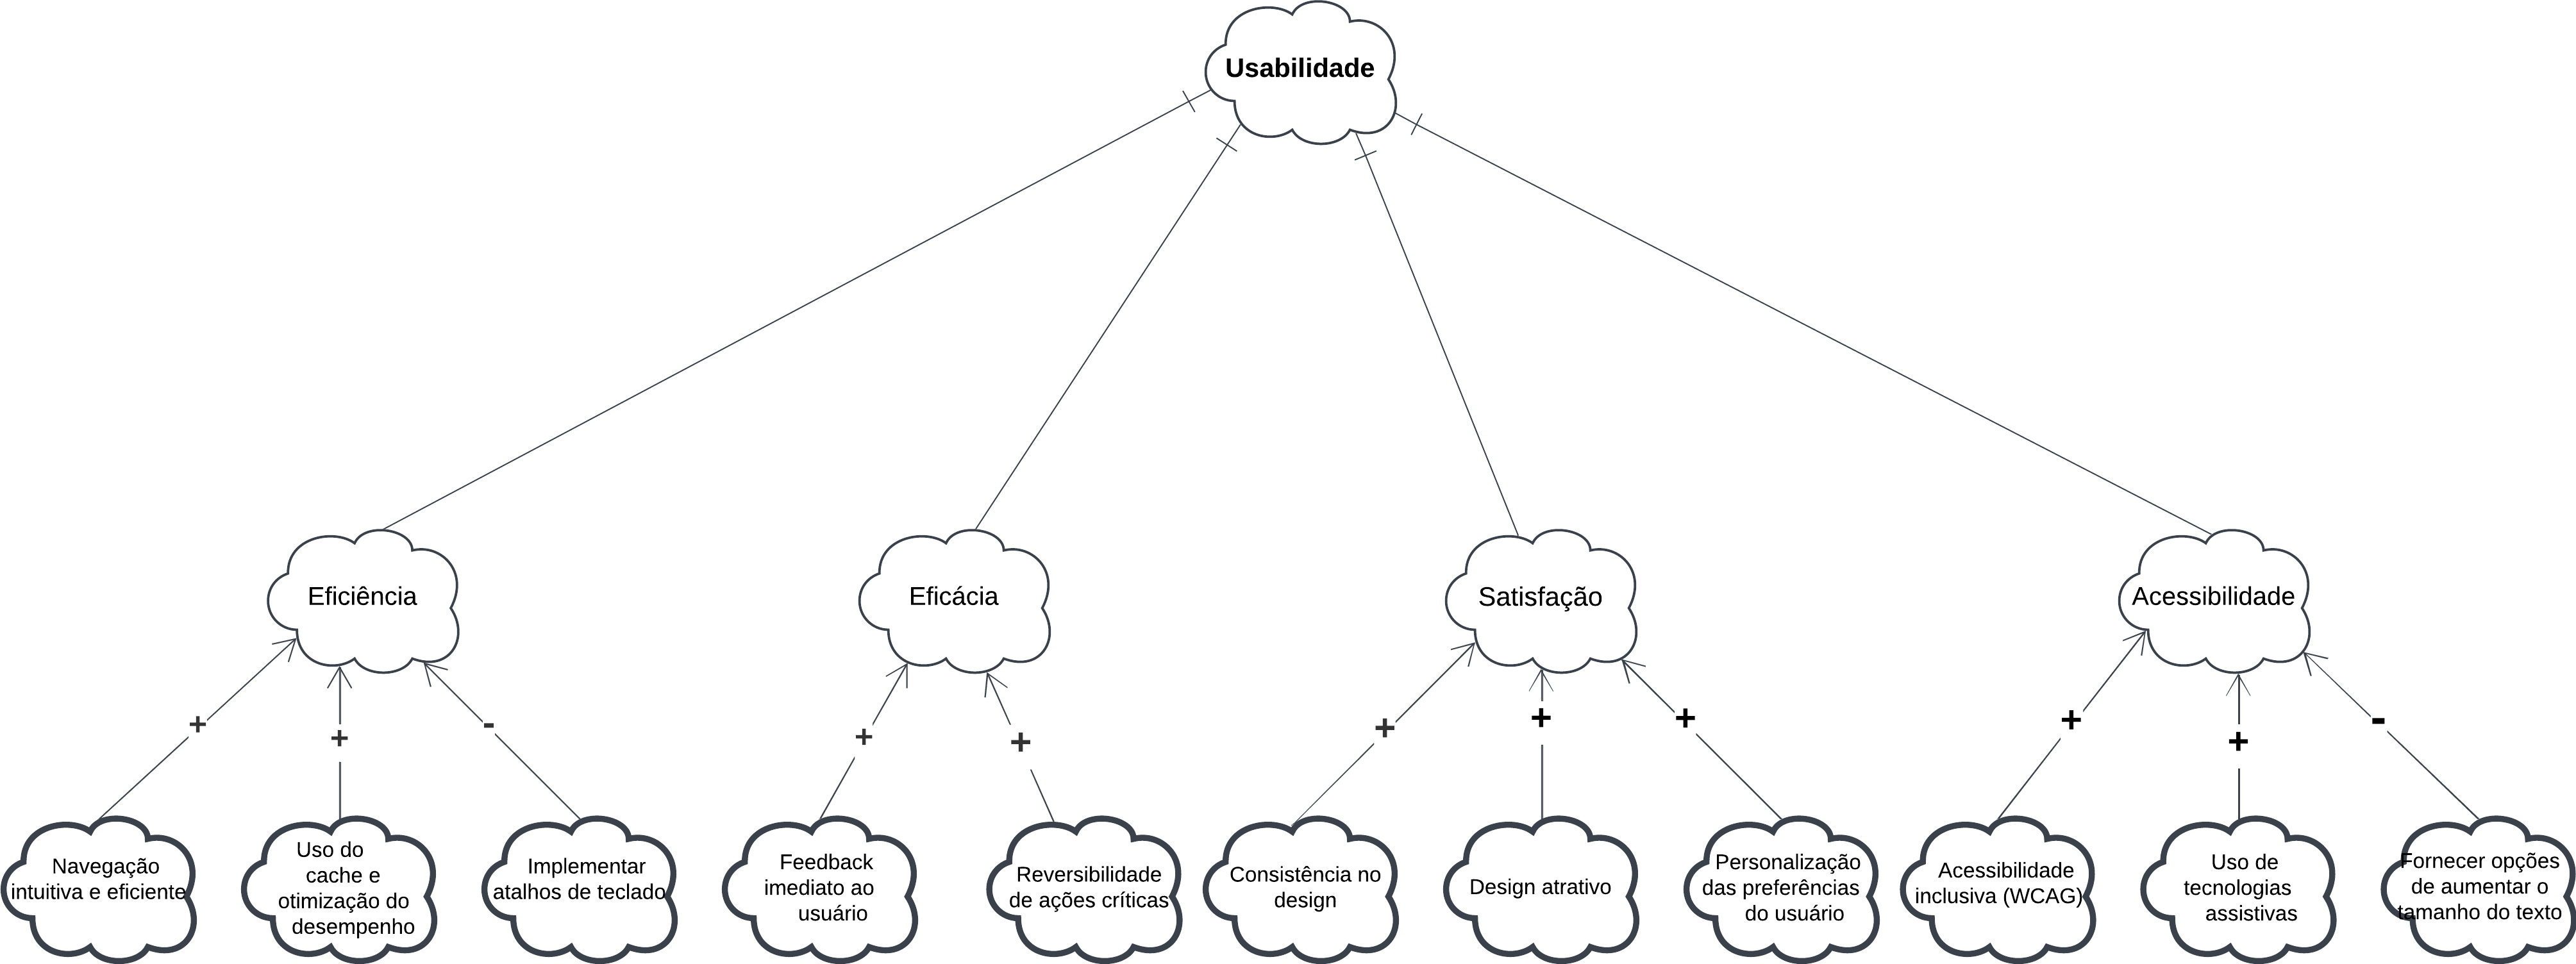 Usabilidade
Eficiência
Eficácia
Satisfação
Acessibilidade
+
+
-
+
+
+
+
+
+
+
-
Navegação
intuitiva e eficiente
Uso do
cache e
otimização do
desempenho
Implementar
atalhos de teclado
Feedback
imediato ao
usuário
Reversibilidade
de ações críticas
Consistência no
design
Design atrativo
Personalização
das preferências
do usuário
Acessibilidade
inclusiva (WCAG)
Uso de
tecnologias
assistivas
Fornecer opções
de aumentar o
tamanho do texto